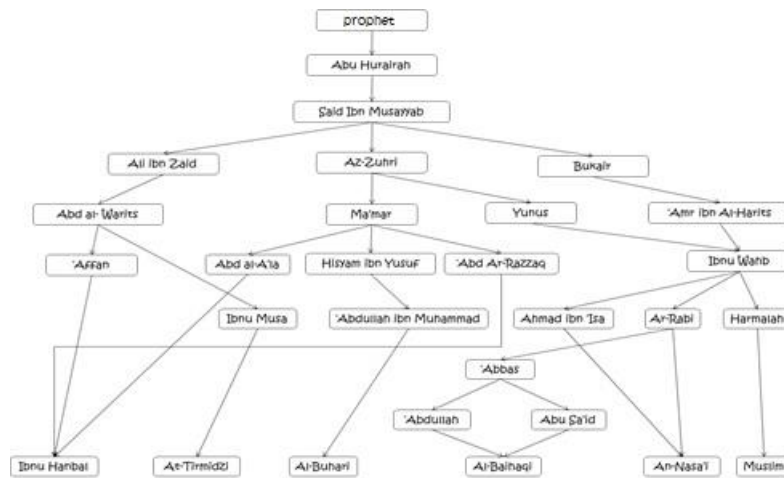 prophet
Abu Hurairah
Said Ibn Musayyab
Ali ibn Zaid
Az-Zuhri
Bukair
Abd al- Warits
Ma'mar
Yunus
'Amr ibn Al-Harits
'Affan
Abd al-A'la
Hisyam ibn Yusuf
'Abd Ar-Razzaq
Ibnu Wahb
Ibnu Musa
'Abdullah ibn Muhammad
Ahmad ibn 'Isa
Ar-Rabi
Harmalah
'Abbas
'Abdullah
Abu Sa'id
Ibnu Hanbal
At-Tirmidzi
Al-Buhari
Al-Baihaqi
An-Nasa'i
Muslim